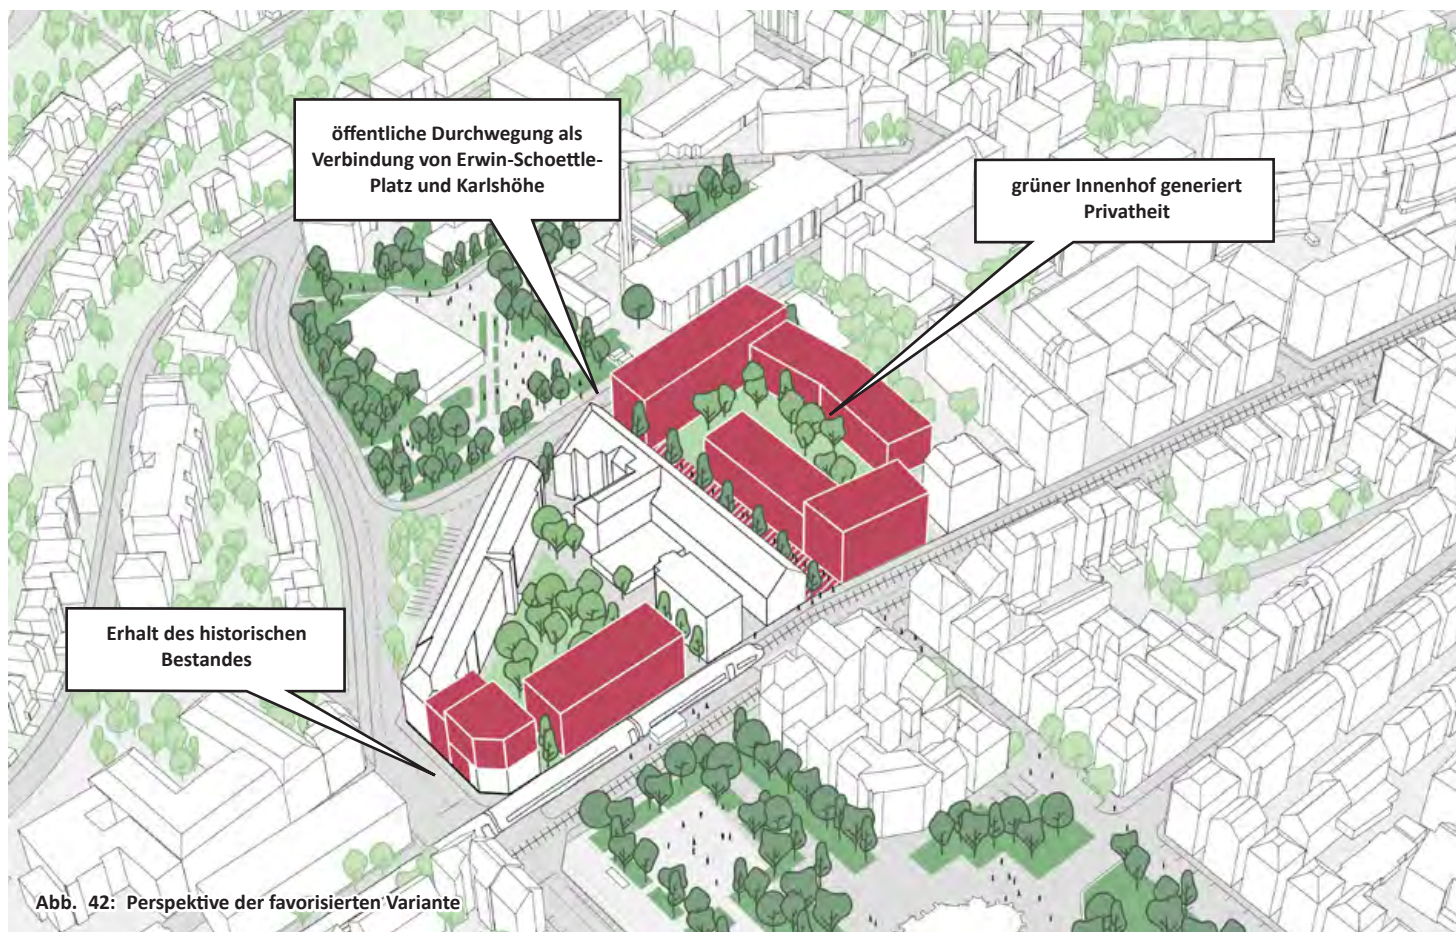 öffentliche Durchwegung als
Verbindung von Erwin-Schoettle-
Platz und Karlshöhe
grüner Innenhof generiert
Privatheit
Erhalt des historischen
Bestandes
Abb. 42: Perspektive der favorisierten Variante